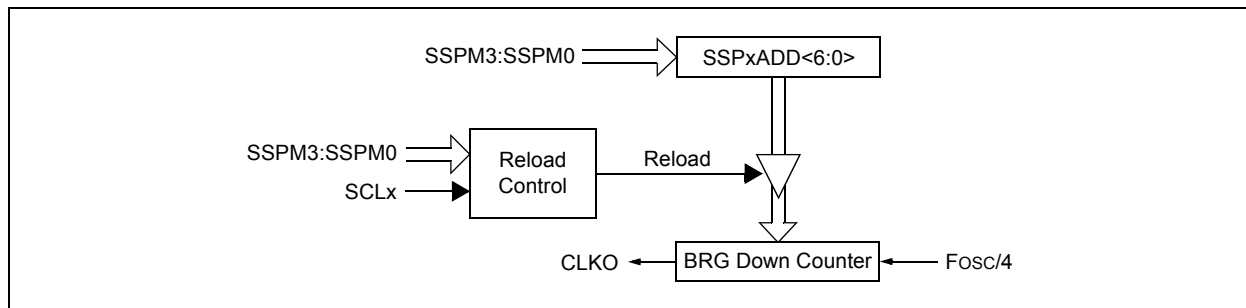 SSPM3:SSPM0
SSPxADD<6:0>
SSPM3:SSPM0
SCLx
Reload
Control
Reload
CLKO
BRG Down Counter
FOSC/4